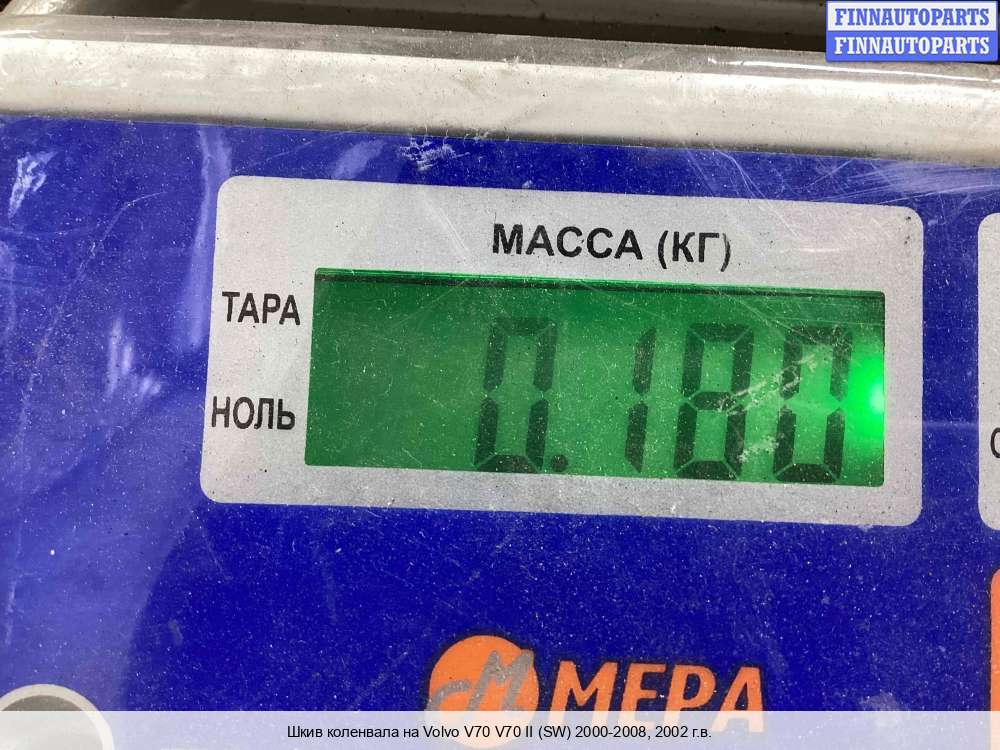 FINNAUTOPARTS
FINNAUTOPARTS
МАССА (КГ)
ТАРА
0.180
НОЛЬ
МЕРА
Шкив коленвала на Volvo V70 V70 II (SW) 2000-2008, 2002 г.в.